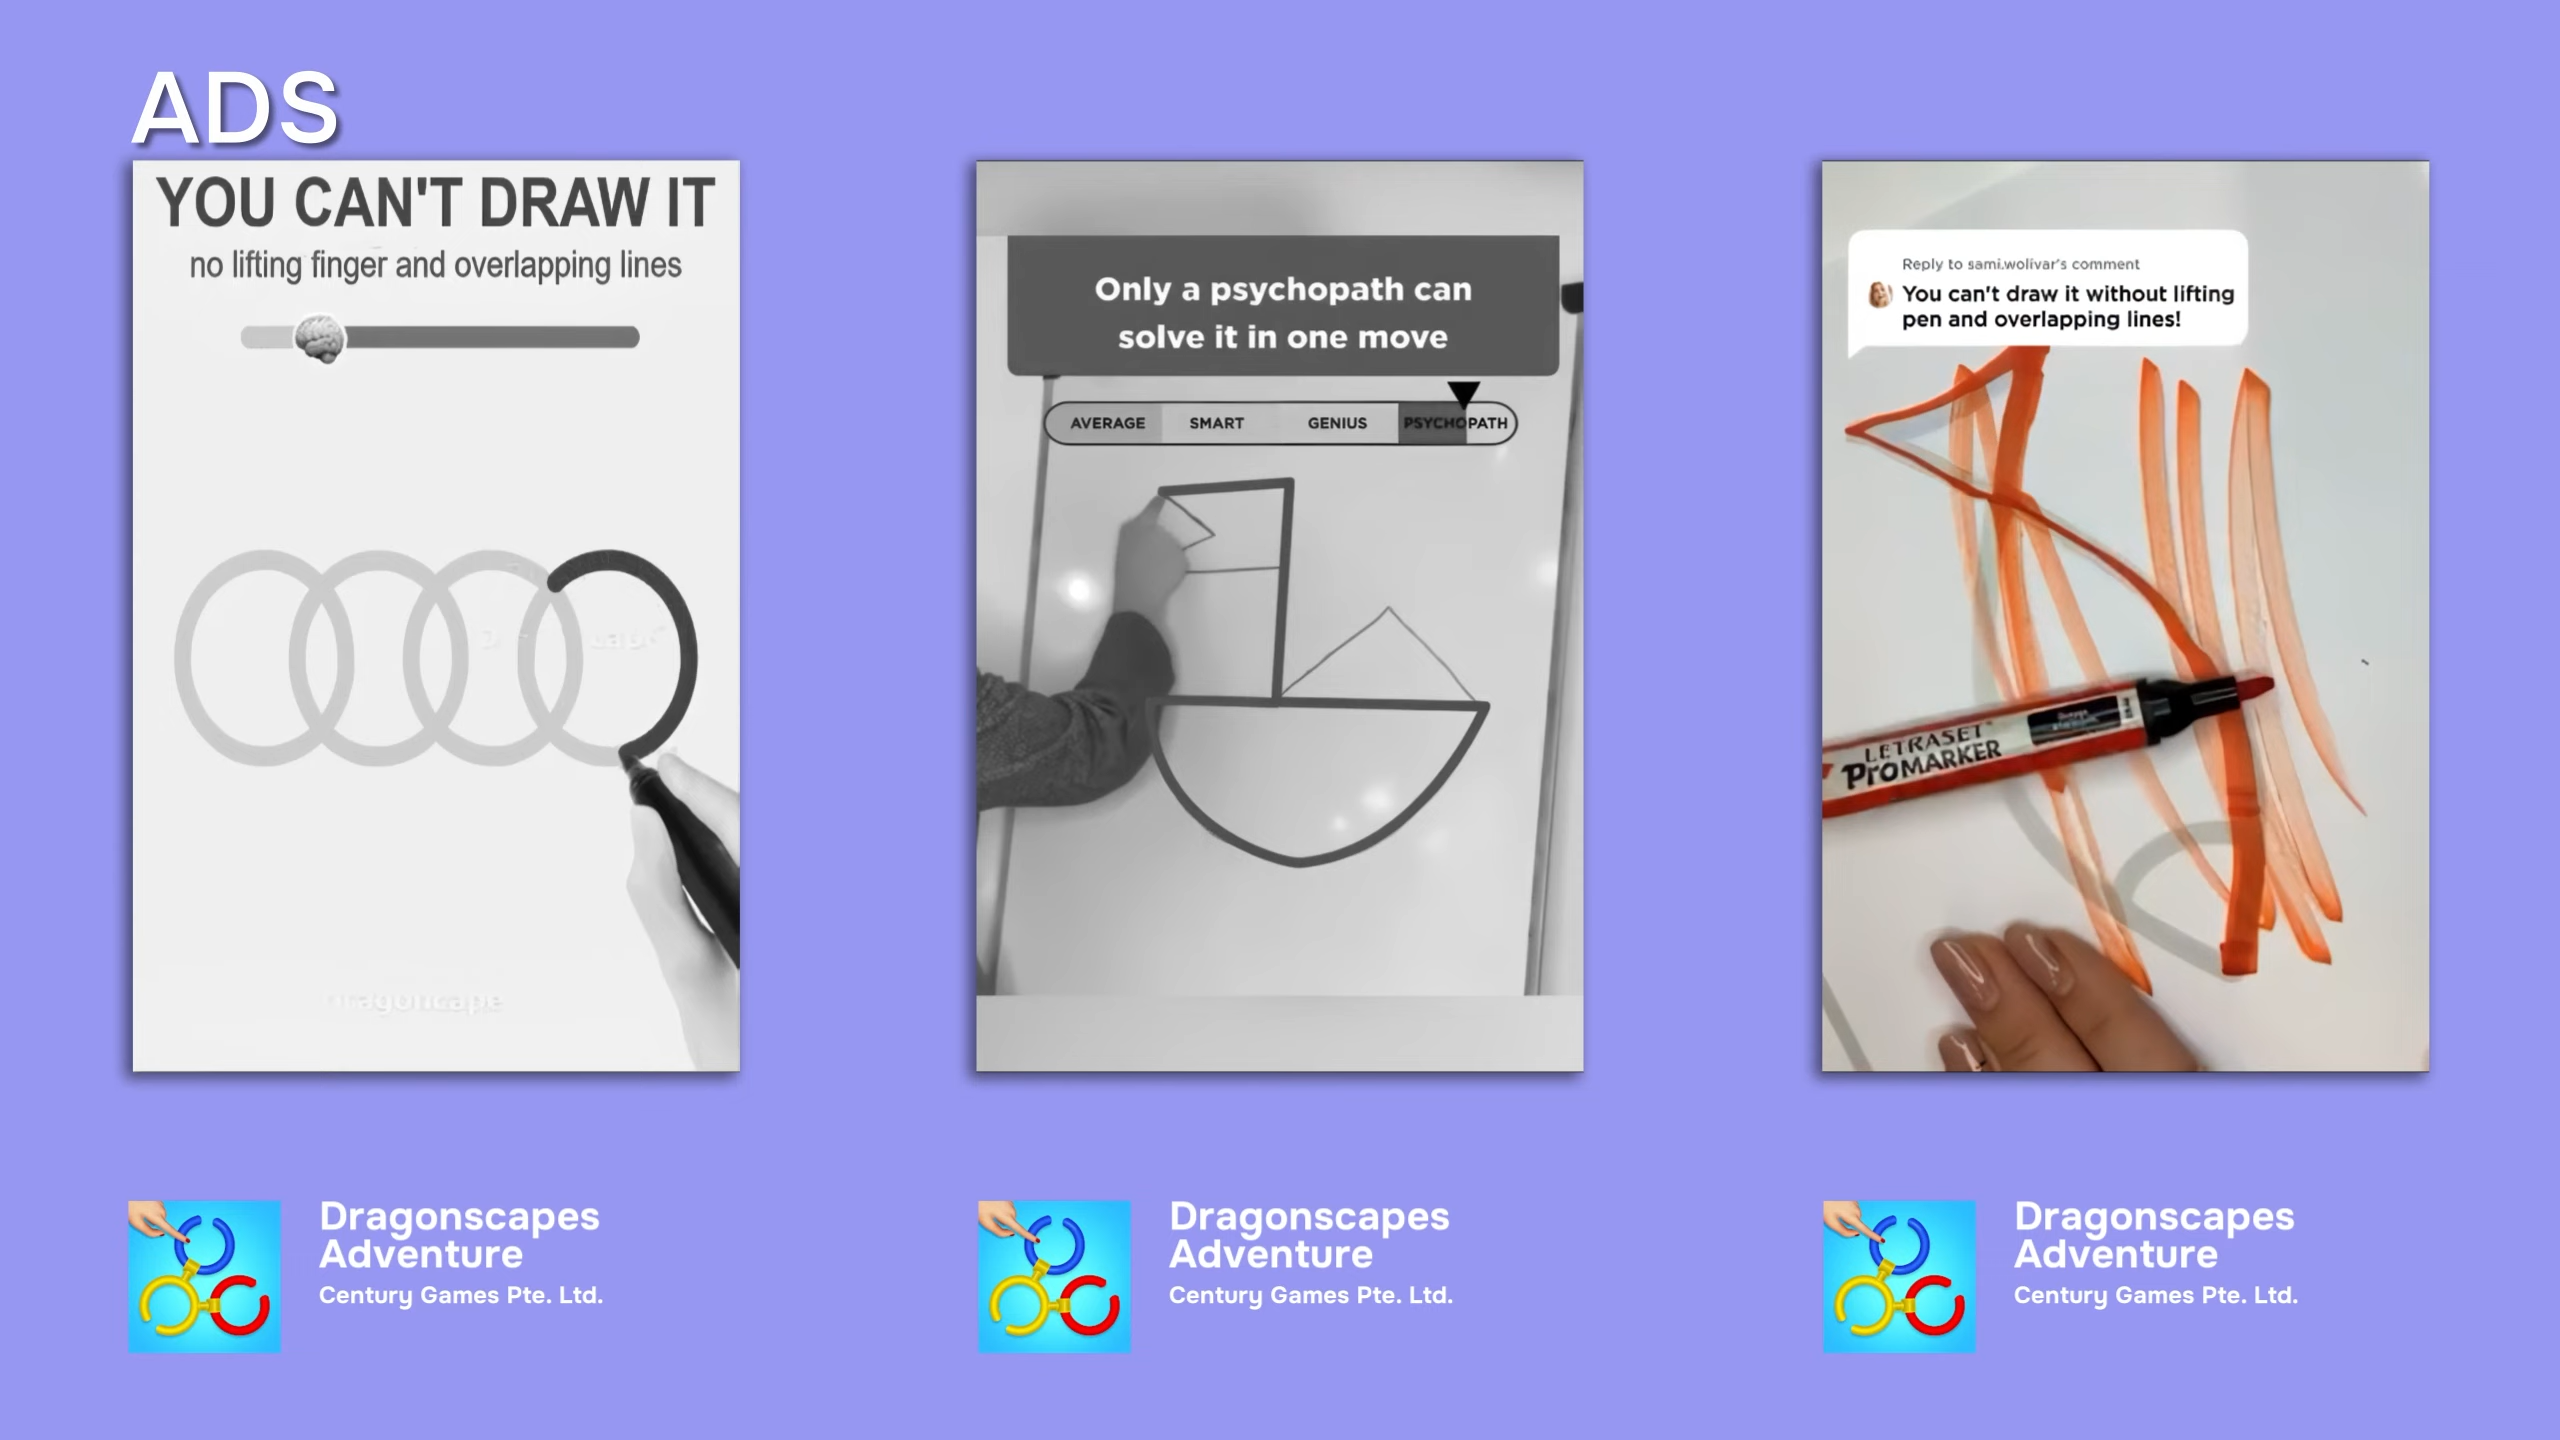 ADS
YOU CAN'T DRAW IT
no lifting finger and overlapping lines
dragoncape
Only a psychopath can
solve it in one move
AVERAGE SMART GENIUS PSYCHOPATH
Reply to sami.wolivar's comment
You can't draw it without lifting
pen and overlapping lines!
LETRASET
ProMARKER
Dragonscapes
Adventure
Century Games Pte. Ltd.
Dragonscapes
Adventure
Century Games Pte. Ltd.
Dragonscapes
Adventure
Century Games Pte. Ltd.